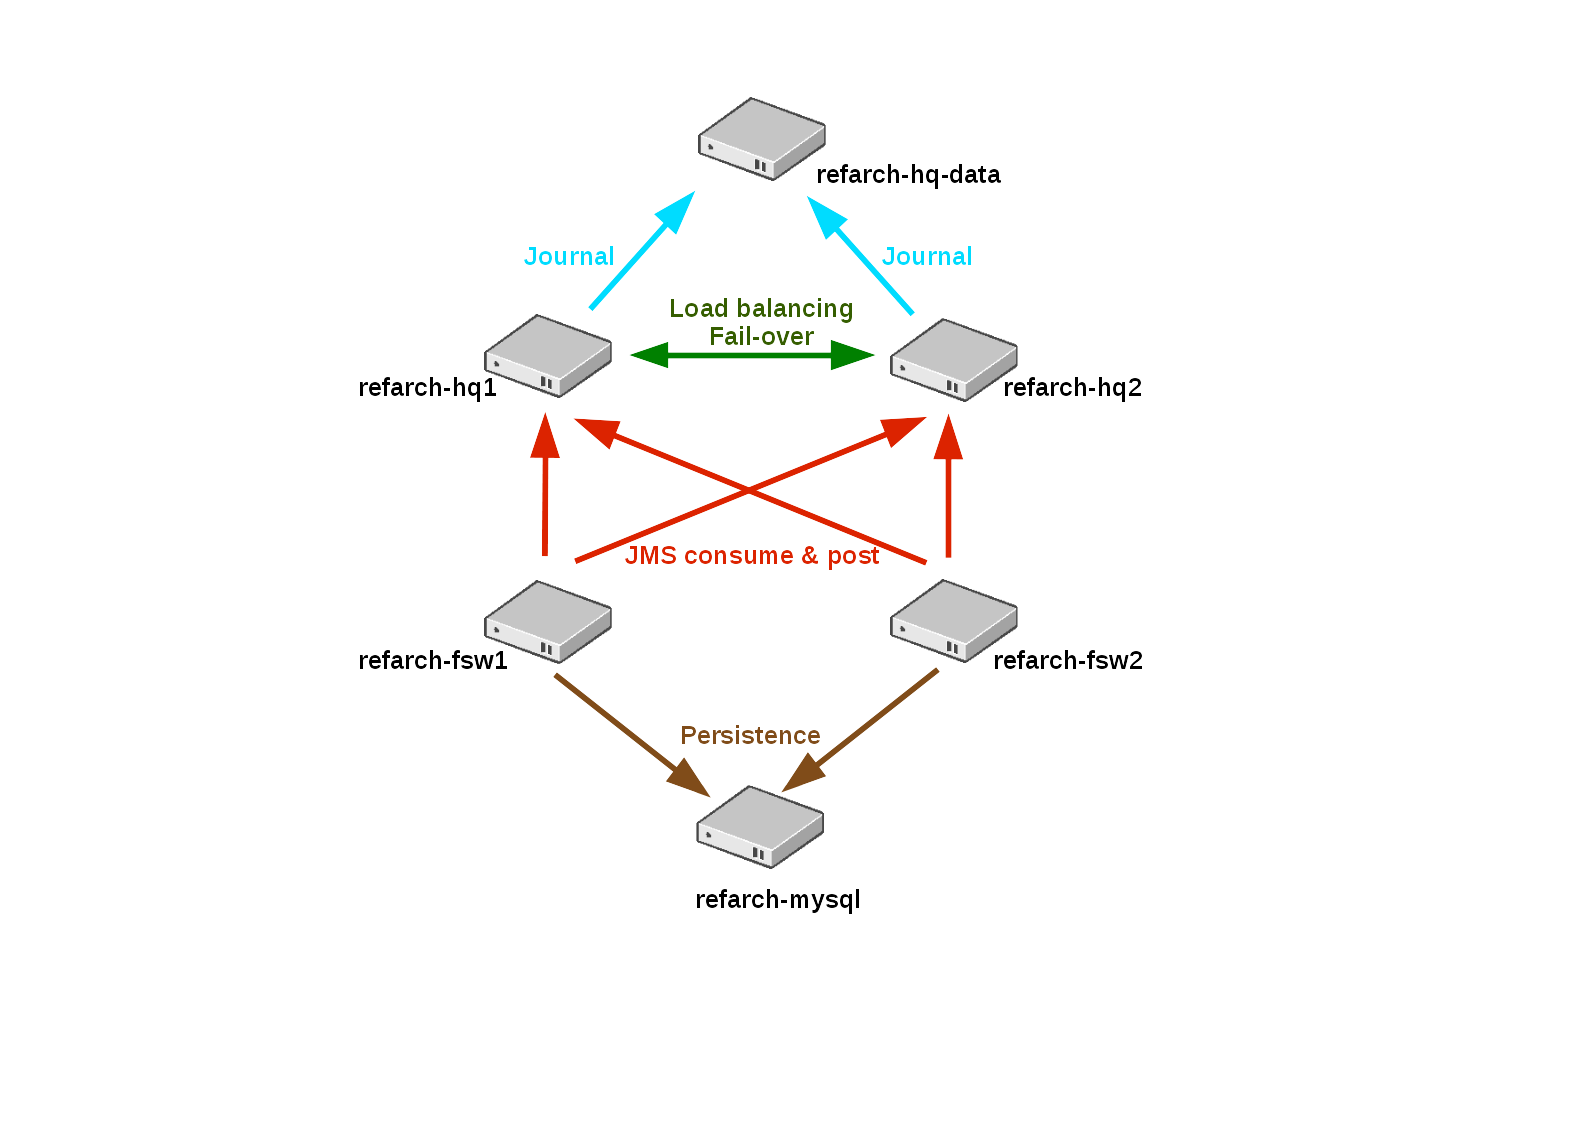 refarch-hq-data
Journal
Journal
Load balancing
Fail-over
refarch-hq1
refarch-hq2
JMS consume & post
refarch-fsw1
refarch-fsw2
Persistence
refarch-mysql